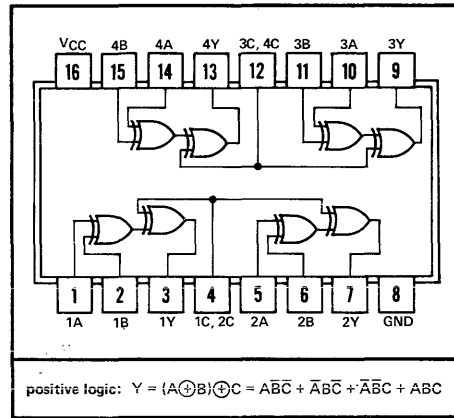 VCC 4B 4A 4Y 3C, 4C 3B 3A 3Y
16 15 14 13 12 11 10 9
1 2 3 4 5 6 7 8
1A 1B 1Y 1C, 2C 2A 2B 2Y GND
positive logic: Y = (A⊕B)⊕C = AB̅C̅ + A̅BC̅ + A̅B̅C + ABC